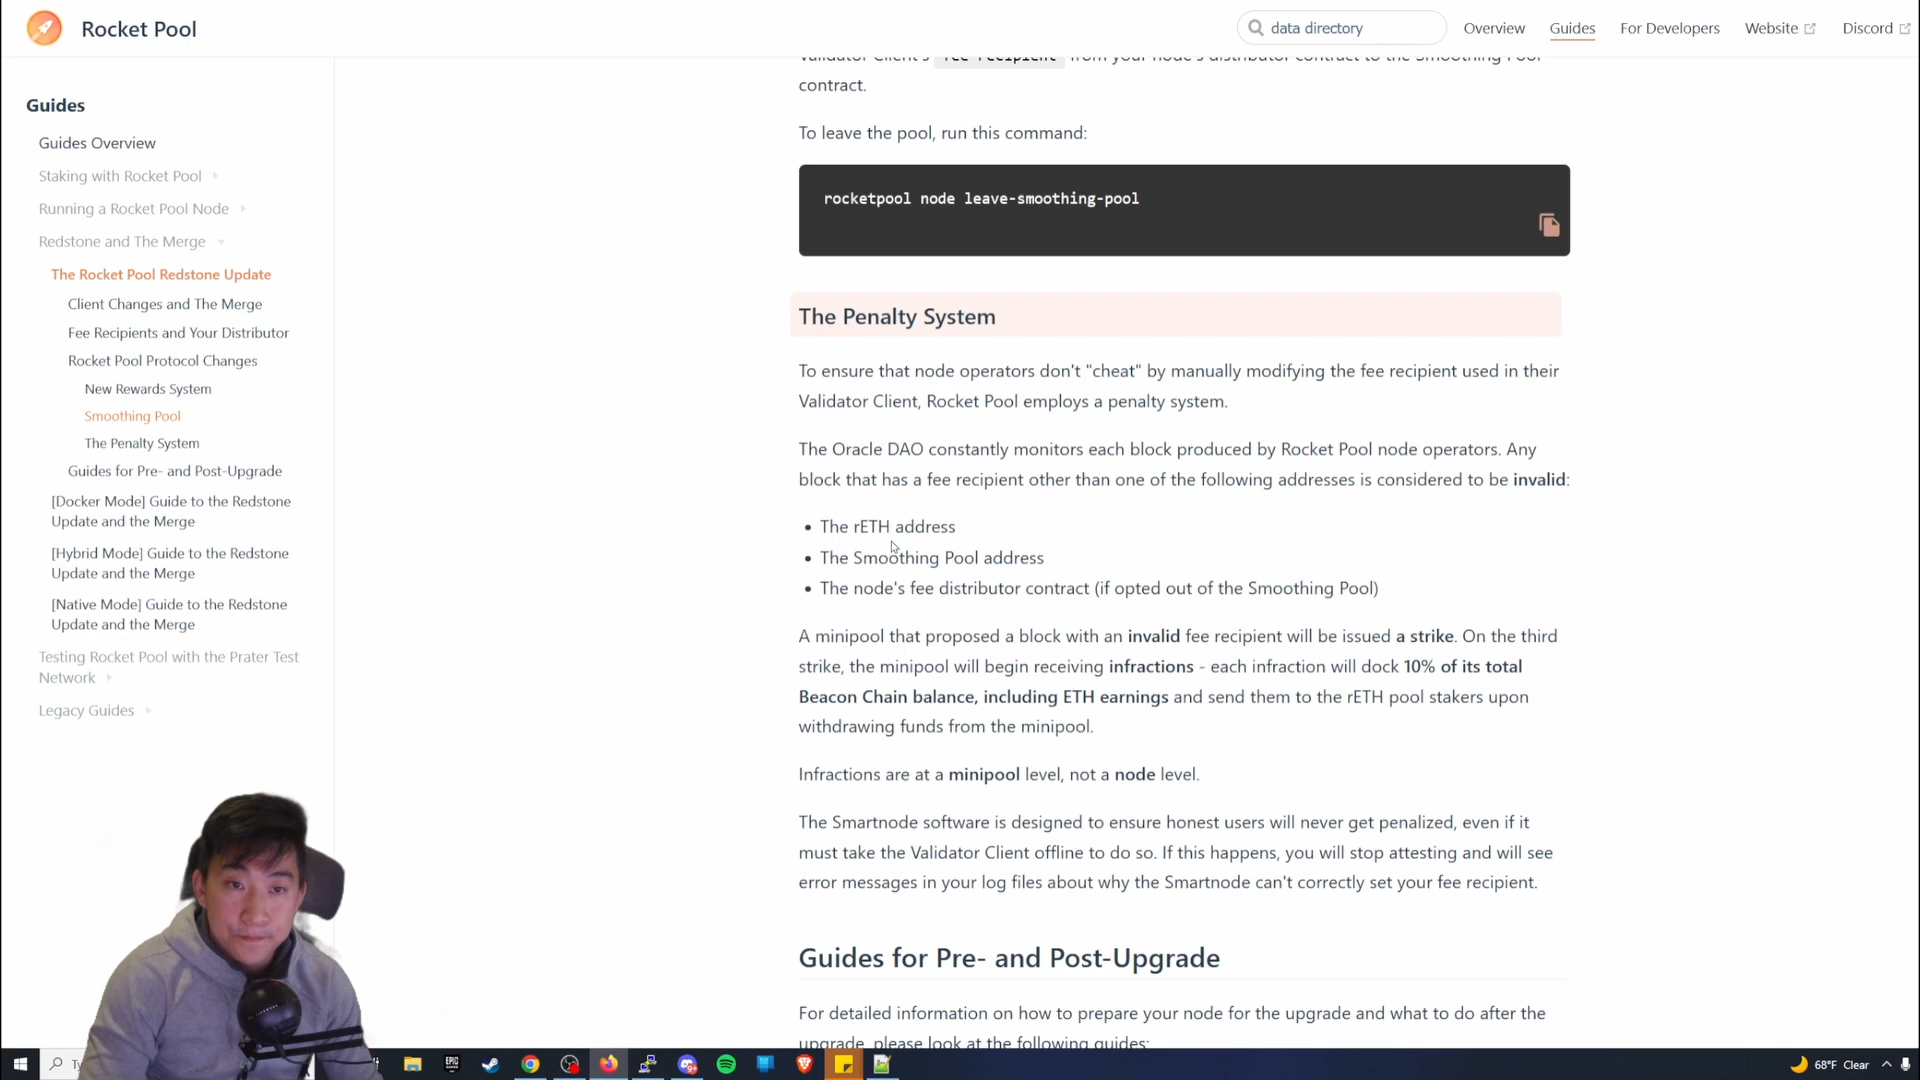 Rocket Pool
data directory
Overview
Guides
For Developers
Website
Discord
Guides
Guides Overview
Staking with Rocket Pool
Running a Rocket Pool Node
Redstone and The Merge
The Rocket Pool Redstone Update
Client Changes and The Merge
Fee Recipients and Your Distributor
Rocket Pool Protocol Changes
New Rewards System
Smoothing Pool
The Penalty System
Guides for Pre- and Post-Upgrade
[Docker Mode] Guide to the Redstone
Update and the Merge
[Hybrid Mode] Guide to the Redstone
Update and the Merge
[Native Mode] Guide to the Redstone
Update and the Merge
Testing Rocket Pool with the Prater Test
Network
Legacy Guides
Validator Client's fee recipient from your node's distributor contract to the Smoothing Pool
contract.
To leave the pool, run this command:
rocketpool node leave-smoothing-pool
The Penalty System
To ensure that node operators don't "cheat" by manually modifying the fee recipient used in their
Validator Client, Rocket Pool employs a penalty system.
The Oracle DAO constantly monitors each block produced by Rocket Pool node operators. Any
block that has a fee recipient other than one of the following addresses is considered to be invalid:
• The rETH address
• The Smoothing Pool address
• The node's fee distributor contract (if opted out of the Smoothing Pool)
A minipool that proposed a block with an invalid fee recipient will be issued a strike. On the third
strike, the minipool will begin receiving infractions - each infraction will dock 10% of its total
Beacon Chain balance, including ETH earnings and send them to the rETH pool stakers upon
withdrawing funds from the minipool.
Infractions are at a minipool level, not a node level.
The Smartnode software is designed to ensure honest users will never get penalized, even if it
must take the Validator Client offline to do so. If this happens, you will stop attesting and will see
error messages in your log files about why the Smartnode can't correctly set your fee recipient.
Guides for Pre- and Post-Upgrade
For detailed information on how to prepare your node for the upgrade and what to do after the
upgrade, please look at the following guides:
EPIC
68°F Clear